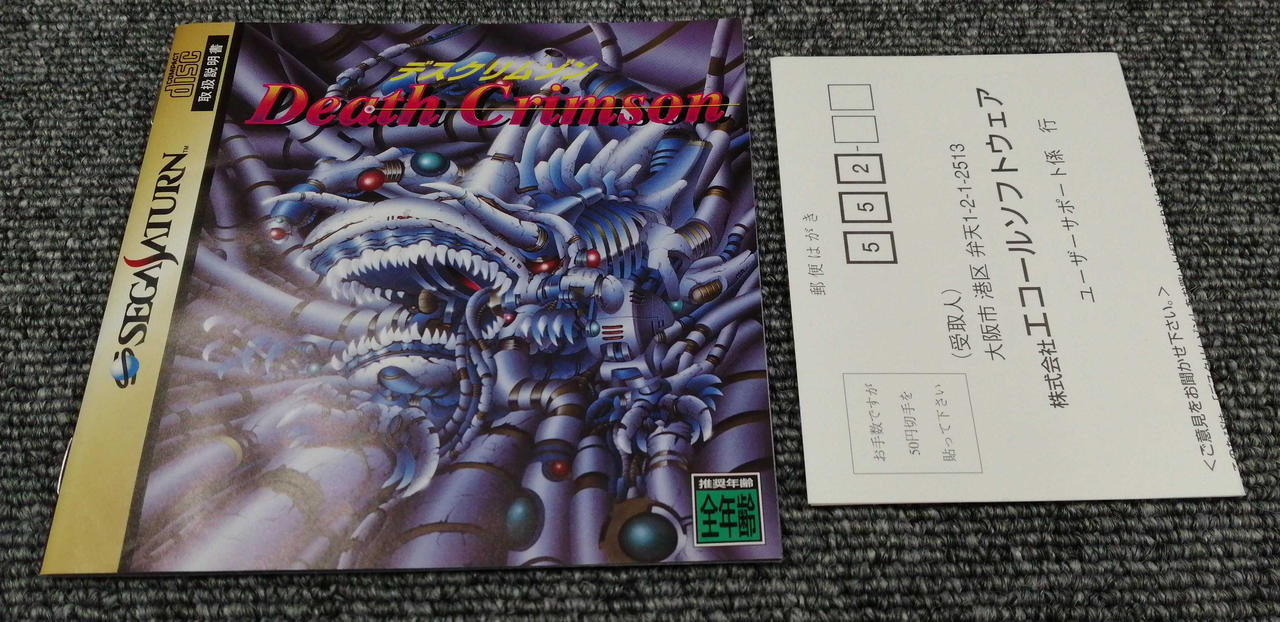 COMPACT
disc
取扱説明書
SEGA SATURN™
デスクリムゾン
Death Crimson
推奨年齢
全年齢
郵便はがき
552-
(受取人)
大阪市港区弁天1-2-1-2513
株式会社エコールソフトウェア
ユーザーサポート係 行
お手数ですが
50円切手を
貼って下さい
＜ご意見をお聞かせ下さい。＞